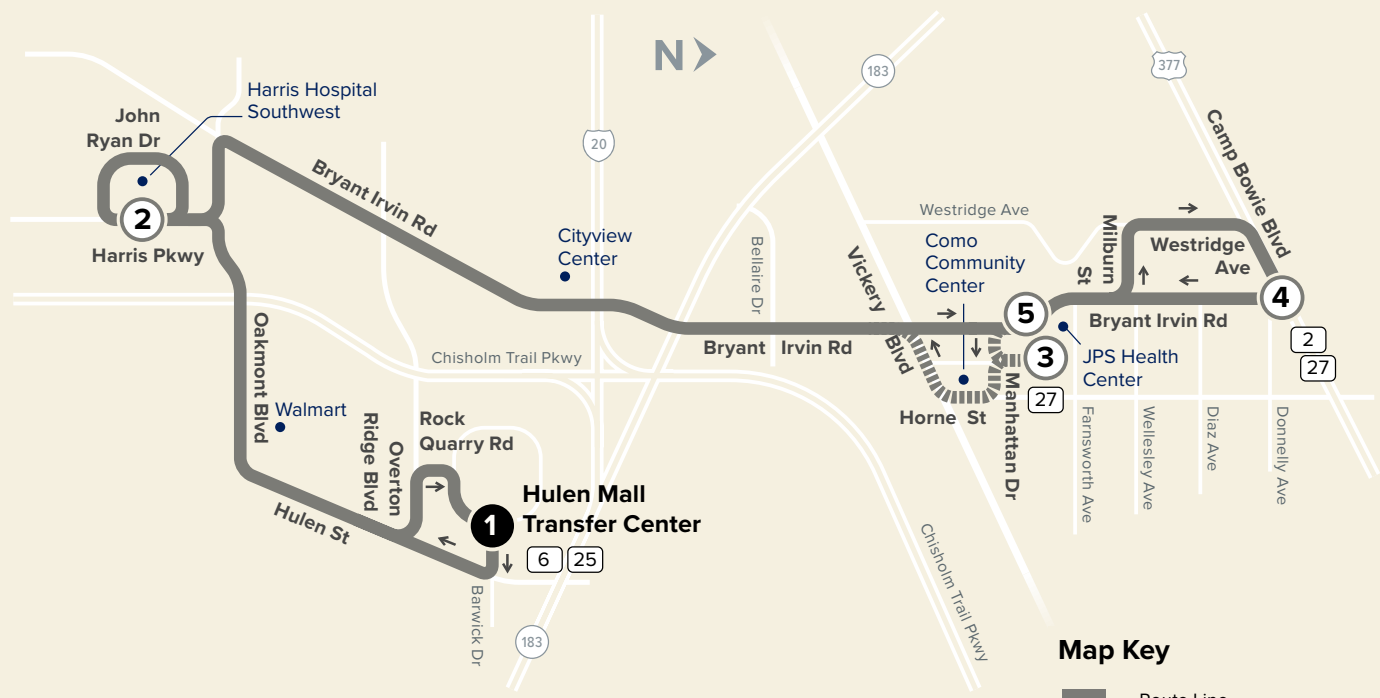 N
183
377
John
Ryan Dr
Harris Hospital
Southwest
2
Harris Pkwy
Bryant Irvin Rd
20
Cityview
Center
Bellaire Dr
Vickery
Blvd
Westridge Ave
Como
Community
Center
Milburn
St
Westridge
Ave
Camp Bowie Blvd
5
4
Bryant Irvin Rd
Bryant Irvin Rd
3
JPS Health
Center
2
27
27
Horne St
Manhattan Dr
Farnsworth Ave
Wellesley Ave
Diaz Ave
Donnelly Ave
Chisholm Trail Pkwy
Oakmont Blvd
Walmart
Overton
Ridge Blvd
Rock
Quarry Rd
Hulen St
1
Hulen Mall
Transfer Center
6
25
Barwick Dr
183
Chisholm Trail Pkwy
Map Key
Route Line